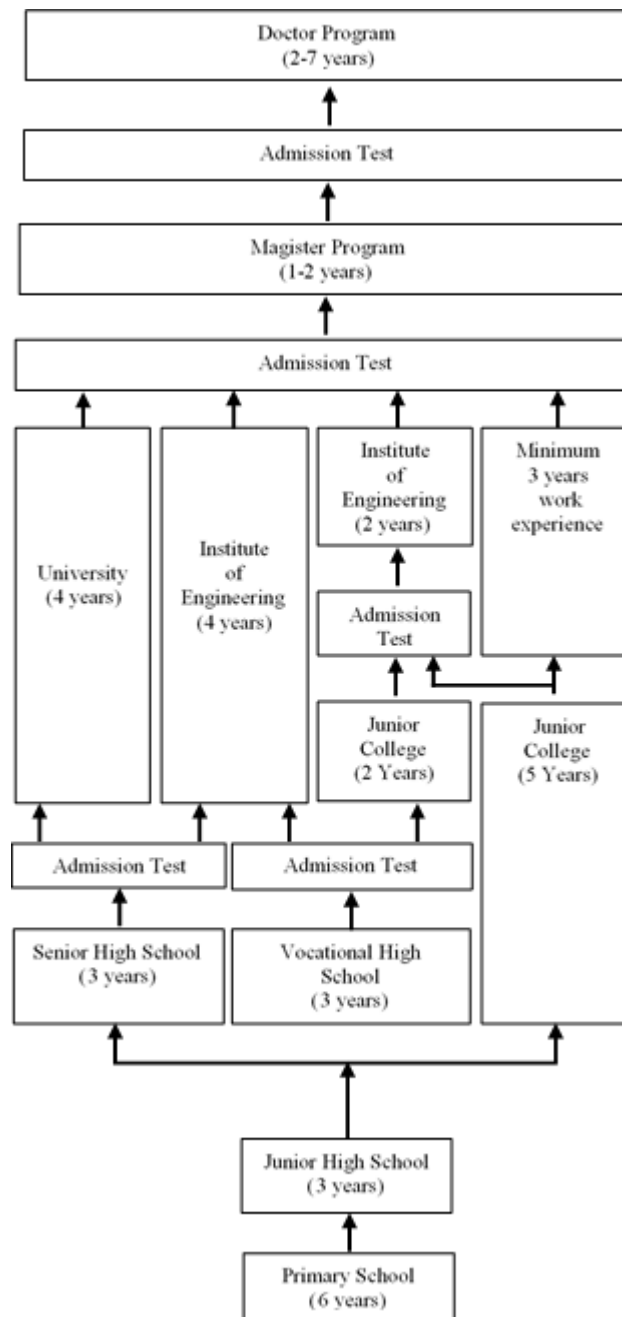 Doctor Program
(2-7 years)
Admission Test
Magister Program
(1-2 years)
Admission Test
University
(4 years)
Institute
of
Engineering
(4 years)
Institute
of
Engineering
(2 years)
Minimum
3 years
work
experience
Admission
Test
Junior
College
(2 Years)
Junior
College
(5 Years)
Admission Test
Admission Test
Senior High School
(3 years)
Vocational High
School
(3 years)
Junior High School
(3 years)
Primary School
(6 years)